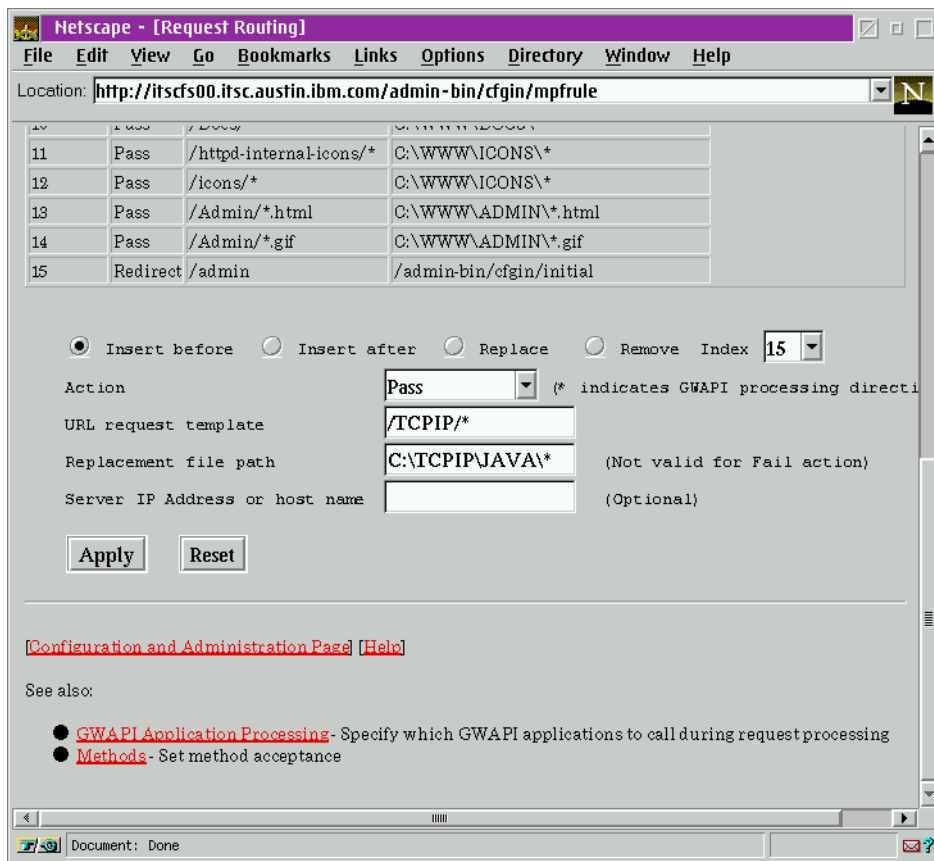 Netscape - [Request Routing]
File Edit View Go Bookmarks Links Options Directory Window Help
Location: http://itscfs00.itsc.austin.ibm.com/admin-bin/cfgin/mpfrule
N
11 Pass /httpd-internal-icons/* C:\WWW\ICONS\*
12 Pass /icons/* C:\WWW\ICONS\*
13 Pass /Admin/*.html C:\WWW\ADMIN\*.html
14 Pass /Admin/*.gif C:\WWW\ADMIN\*.gif
15 Redirect /admin /admin-bin/cfgin/initial
Insert before Insert after Replace Remove Index 15
Action Pass (* indicates GWAPI processing directi
URL request template /TCPIP/*
Replacement file path C:\TCPIP\JAVA\* (Not valid for Fail action)
Server IP Address or host name (Optional)
Apply Reset
[Configuration and Administration Page] [Help]
See also:
GWAPI Application Processing - Specify which GWAPI applications to call during request processing
Methods - Set method acceptance
Document: Done